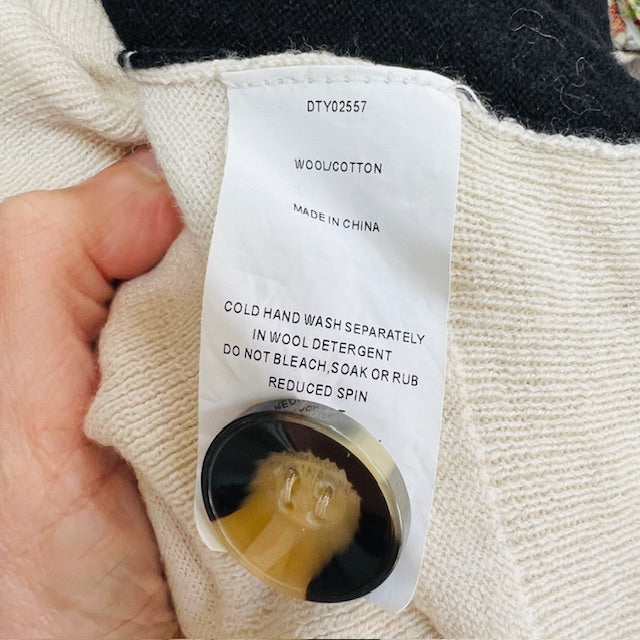 DTY02557
WOOL/COTTON
MADE IN CHINA
COLD HAND WASH SEPARATELY
IN WOOL DETERGENT
DO NOT BLEACH,SOAK OR RUB
REDUCED SPIN